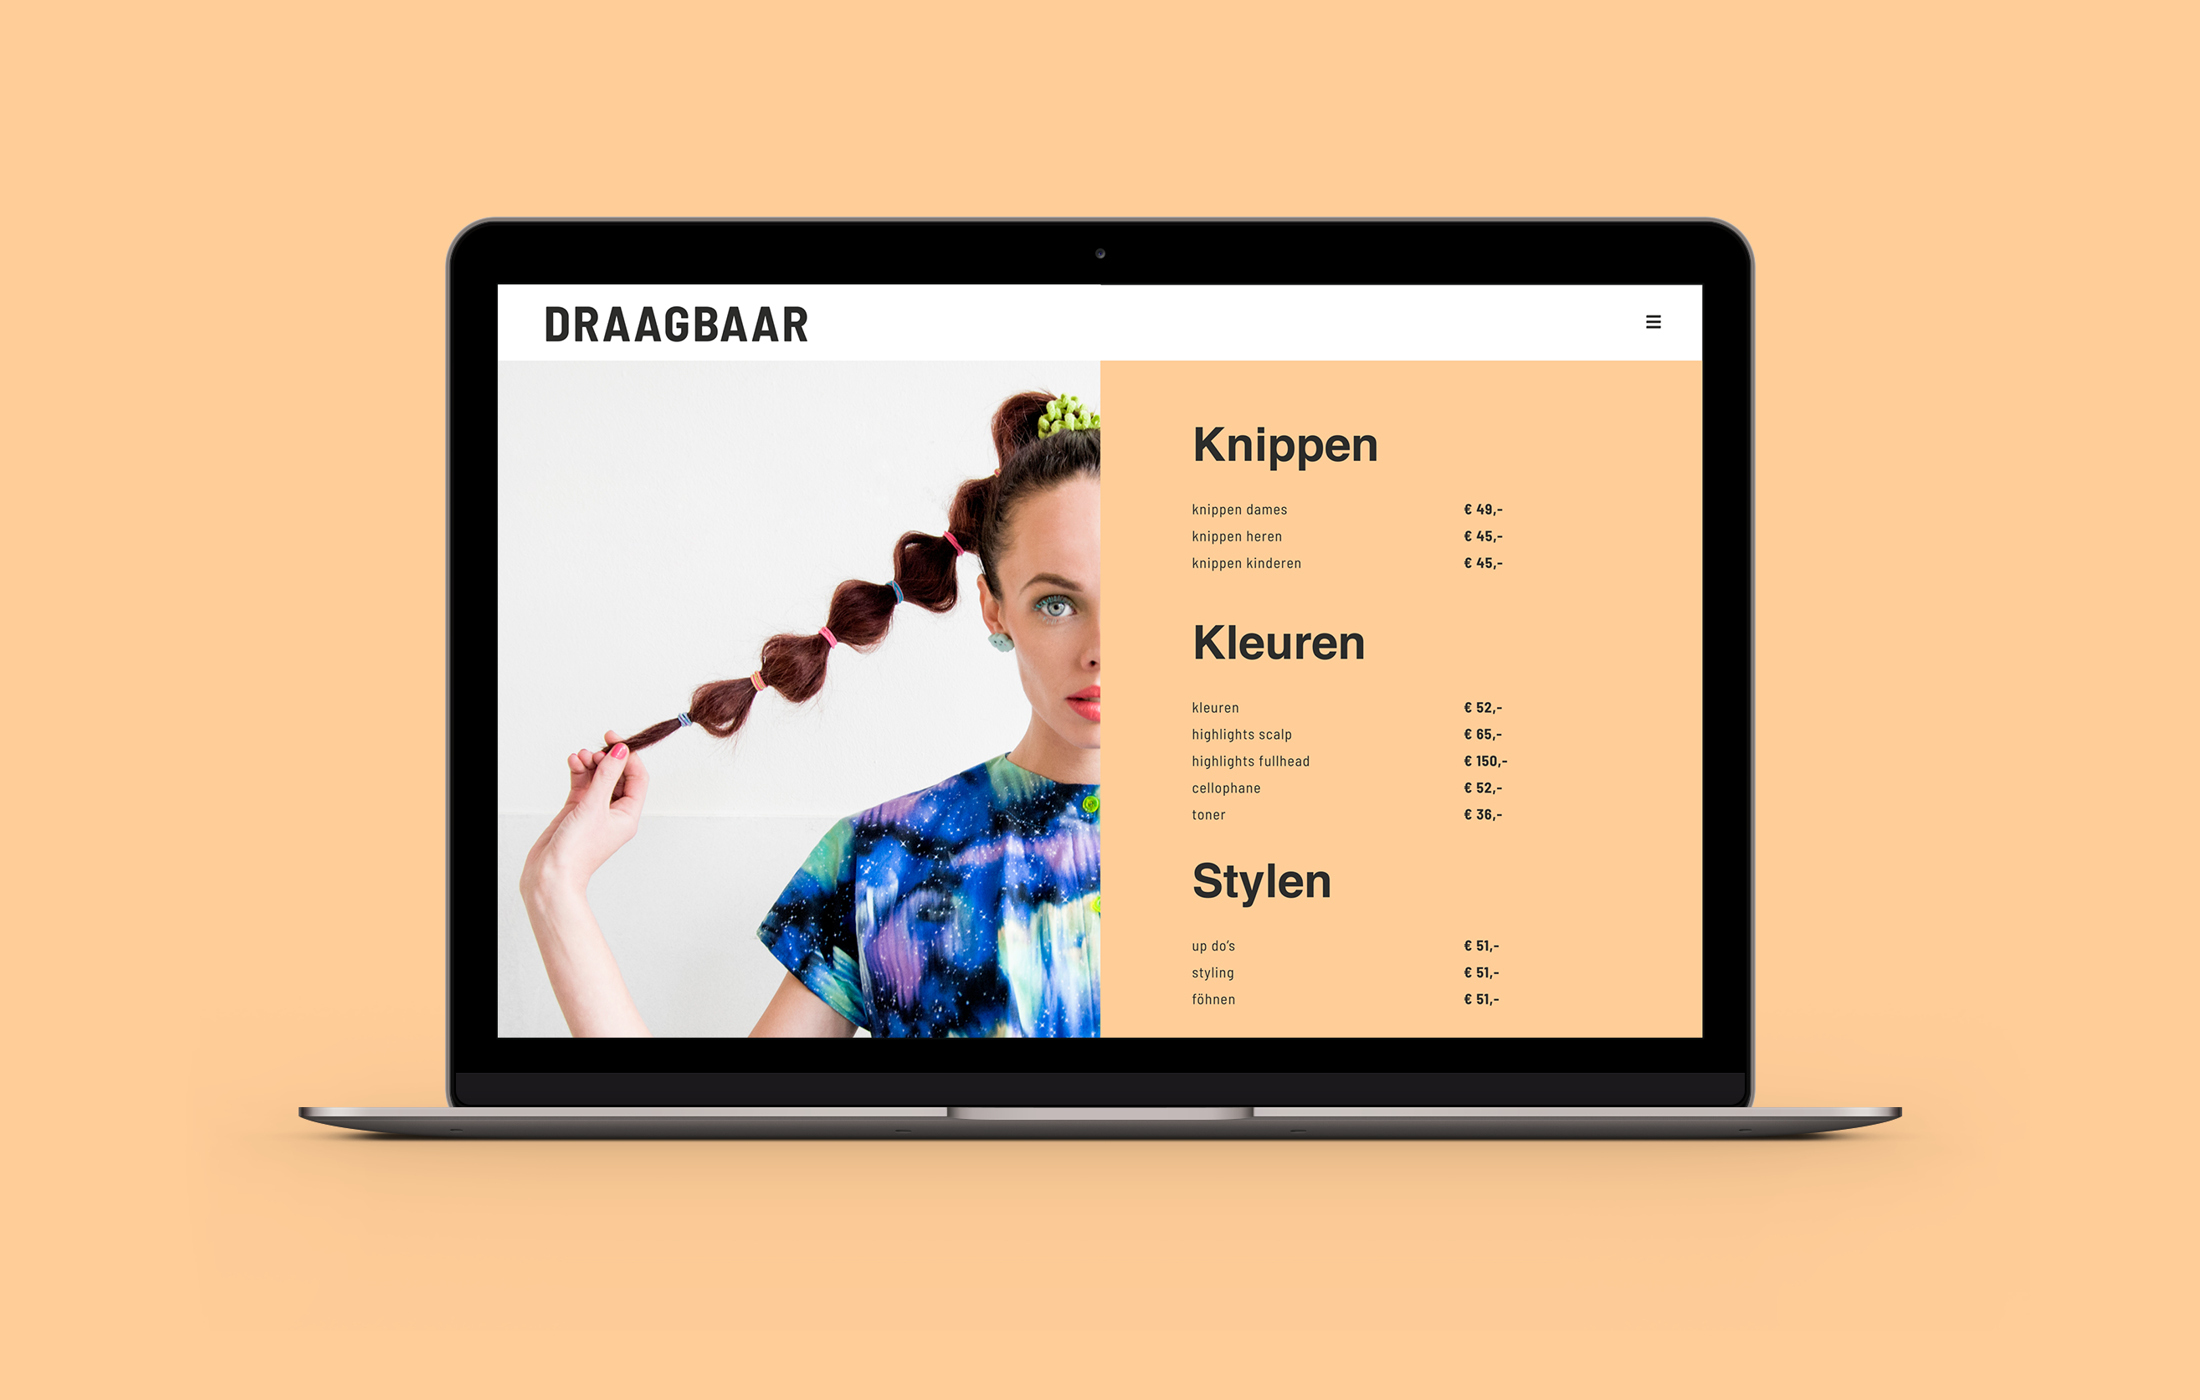 DRAAGBAAR
Knippen
knippen dames € 49,-
knippen heren € 45,-
knippen kinderen € 45,-
Kleuren
kleuren € 52,-
highlights scalp € 65,-
highlights fullhead € 150,-
cellophane € 52,-
toner € 36,-
Stylen
up do's € 51,-
styling € 51,-
föhnen € 51,-